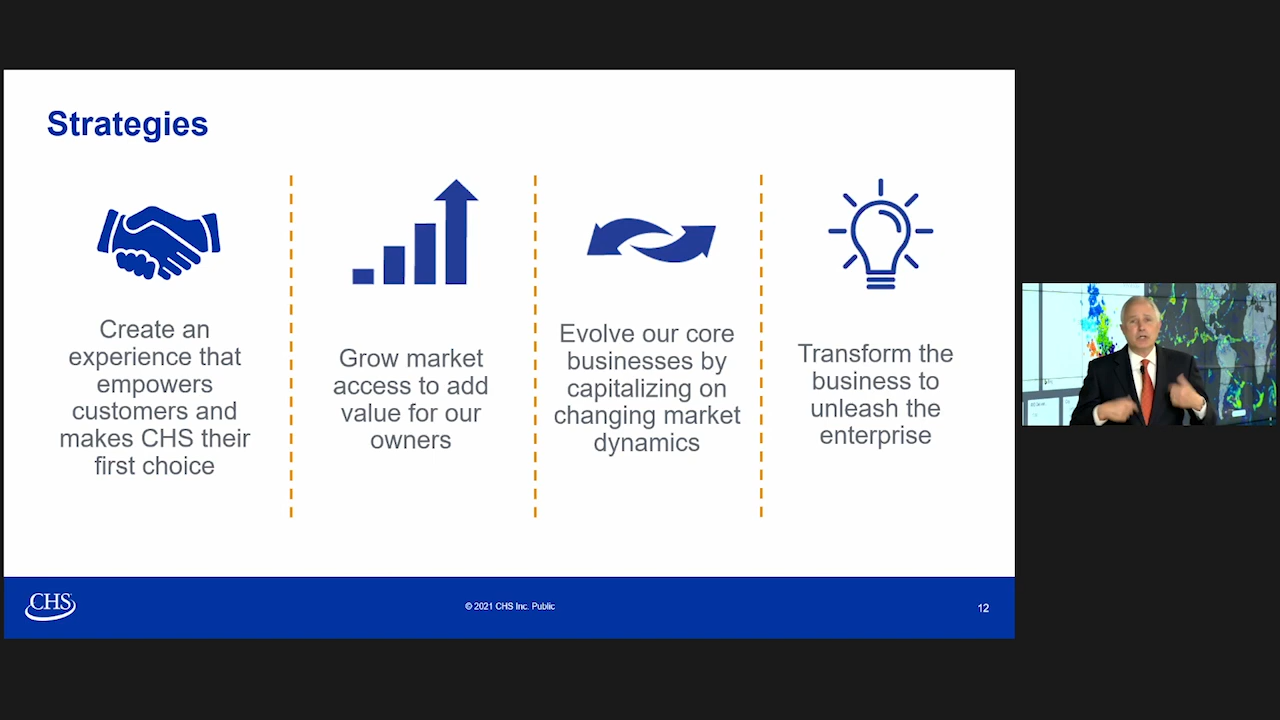 Strategies
Create an
experience that
empowers
customers and
makes CHS their
first choice
Grow market
access to add
value for our
owners
Evolve our core
businesses by
capitalizing on
changing market
dynamics
Transform the
business to
unleash the
enterprise
CHS
© 2021 CHS Inc. Public
12